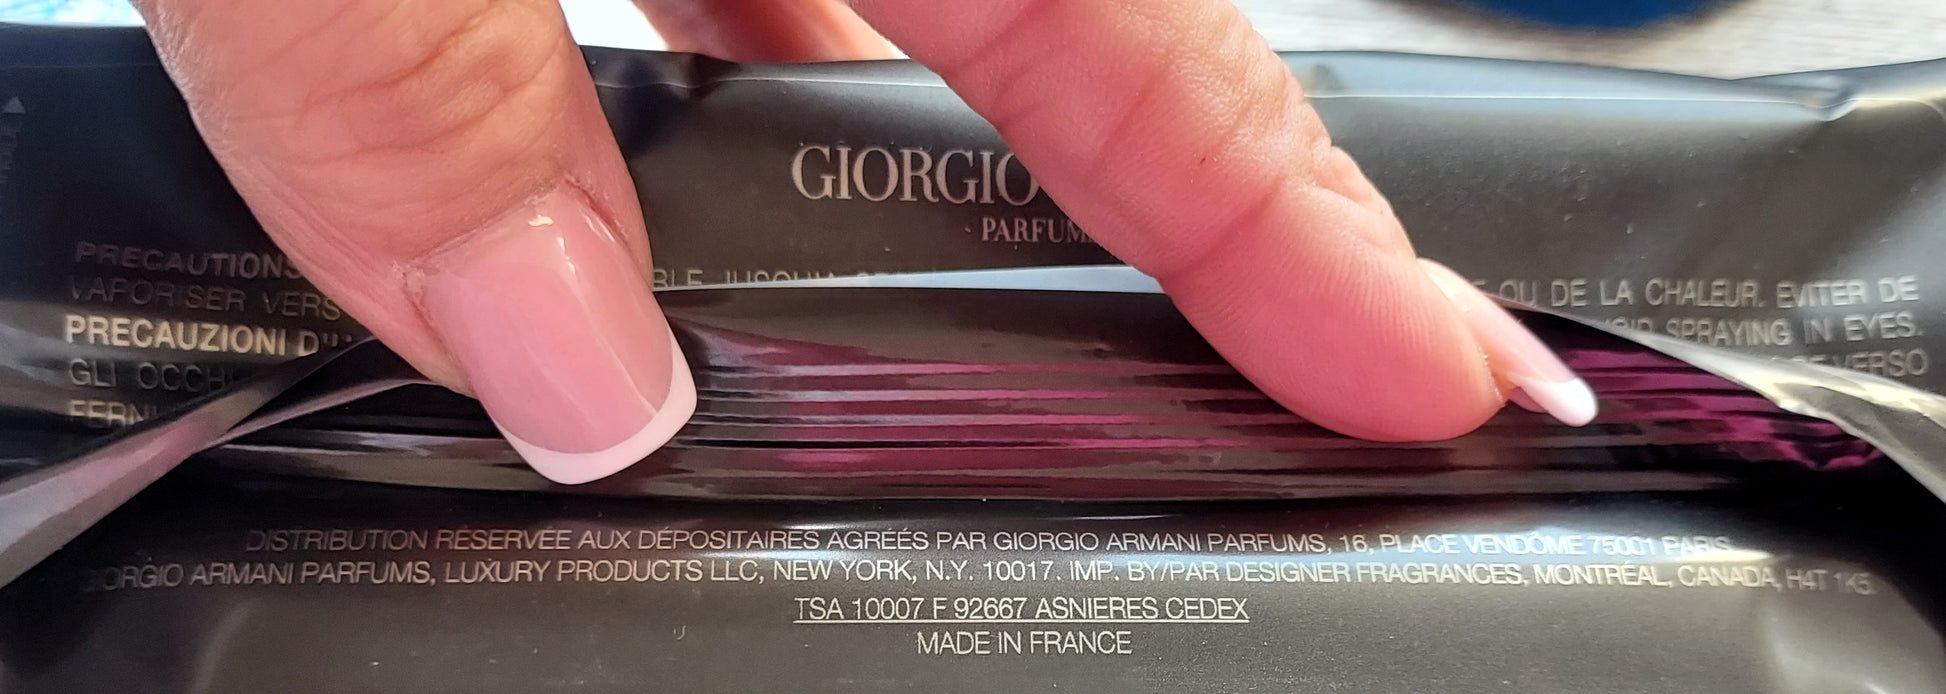 GIORGIO
PARFUM
PRECAUTIONS JUSQU'A OU DE LA CHALEUR. EVITER DE
VAPORISER VERS SPRAYING IN EYES.
PRECAUZIONI VERSO
GLI
DISTRIBUTION RÉSERVÉE AUX DÉPOSITAIRES AGRÉÉS PAR GIORGIO ARMANI PARFUMS, 16, PLACE VENDÔME 75001 PARIS
GIORGIO ARMANI PARFUMS, LUXURY PRODUCTS LLC, NEW YORK, N.Y. 10017. IMP. BY/PAR DESIGNER FRAGRANCES, MONTRÉAL, CANADA, H4T 1K5.
TSA 10007 F 92667 ASNIERES CEDEX
MADE IN FRANCE